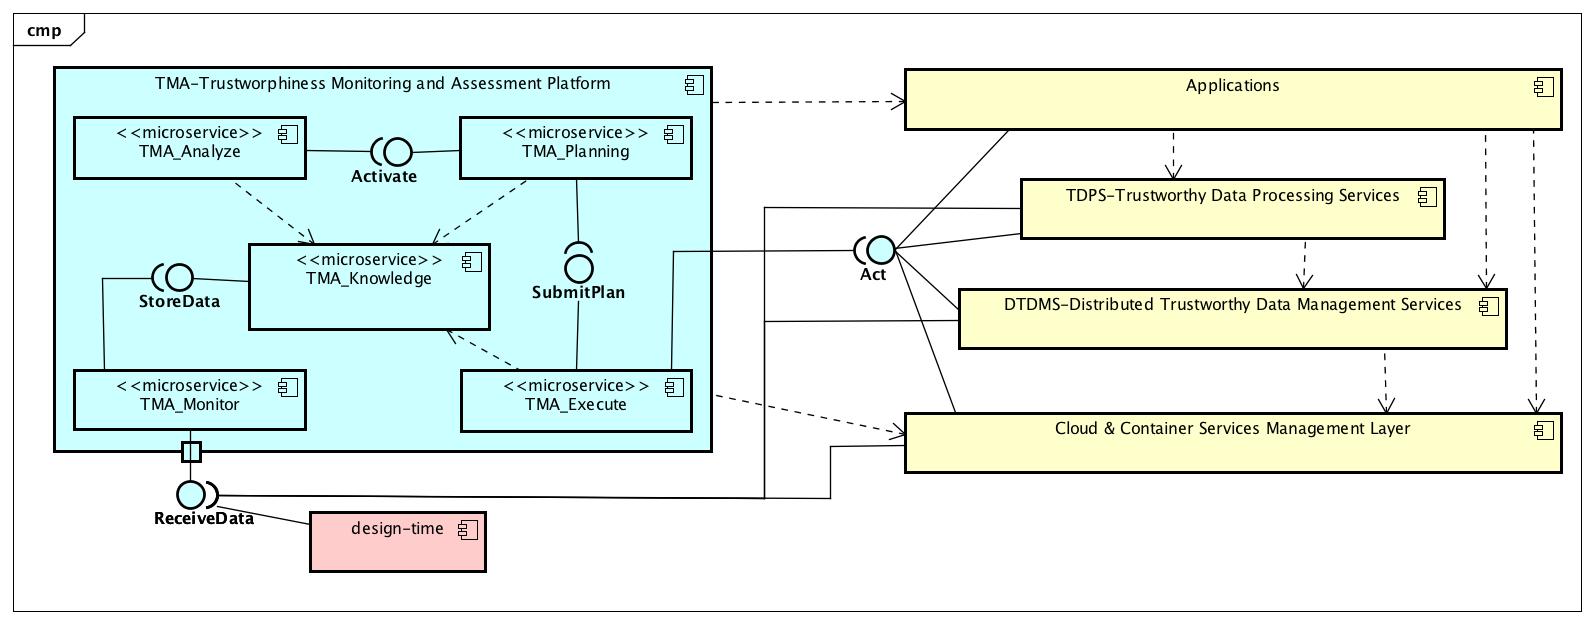 cmp
TMA-Trustworphiness Monitoring and Assessment Platform
<<microservice>>
TMA_Analyze
Activate
<<microservice>>
TMA_Planning
<<microservice>>
TMA_Knowledge
StoreData
SubmitPlan
<<microservice>>
TMA_Monitor
<<microservice>>
TMA_Execute
ReceiveData
design-time
Act
Applications
TDPS-Trustworthy Data Processing Services
DTDMS-Distributed Trustworthy Data Management Services
Cloud & Container Services Management Layer